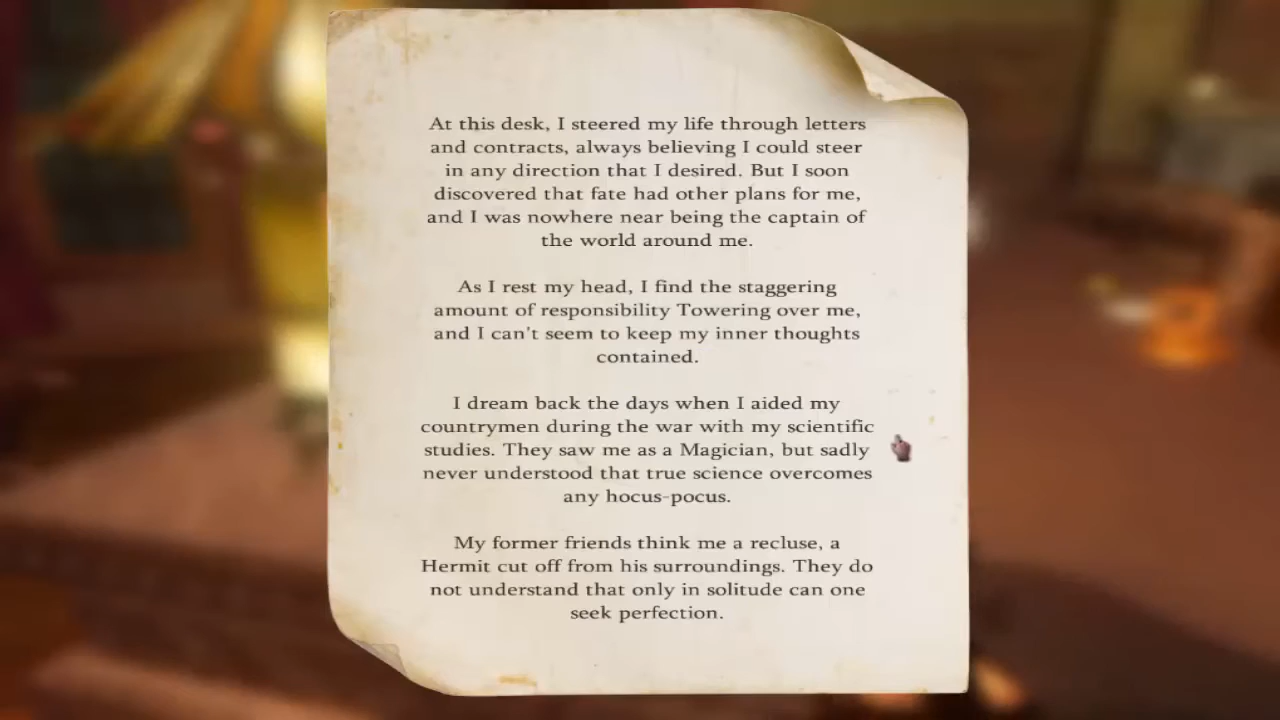 At this desk, I steered my life through letters
and contracts, always believing I could steer
in any direction that I desired. But I soon
discovered that fate had other plans for me,
and I was nowhere near being the captain of
the world around me.
As I rest my head, I find the staggering
amount of responsibility Towering over me,
and I can't seem to keep my inner thoughts
contained.
I dream back the days when I aided my
countrymen during the war with my scientific
studies. They saw me as a Magician, but sadly
never understood that true science overcomes
any hocus-pocus.
My former friends think me a recluse, a
Hermit cut off from his surroundings. They do
not understand that only in solitude can one
seek perfection.